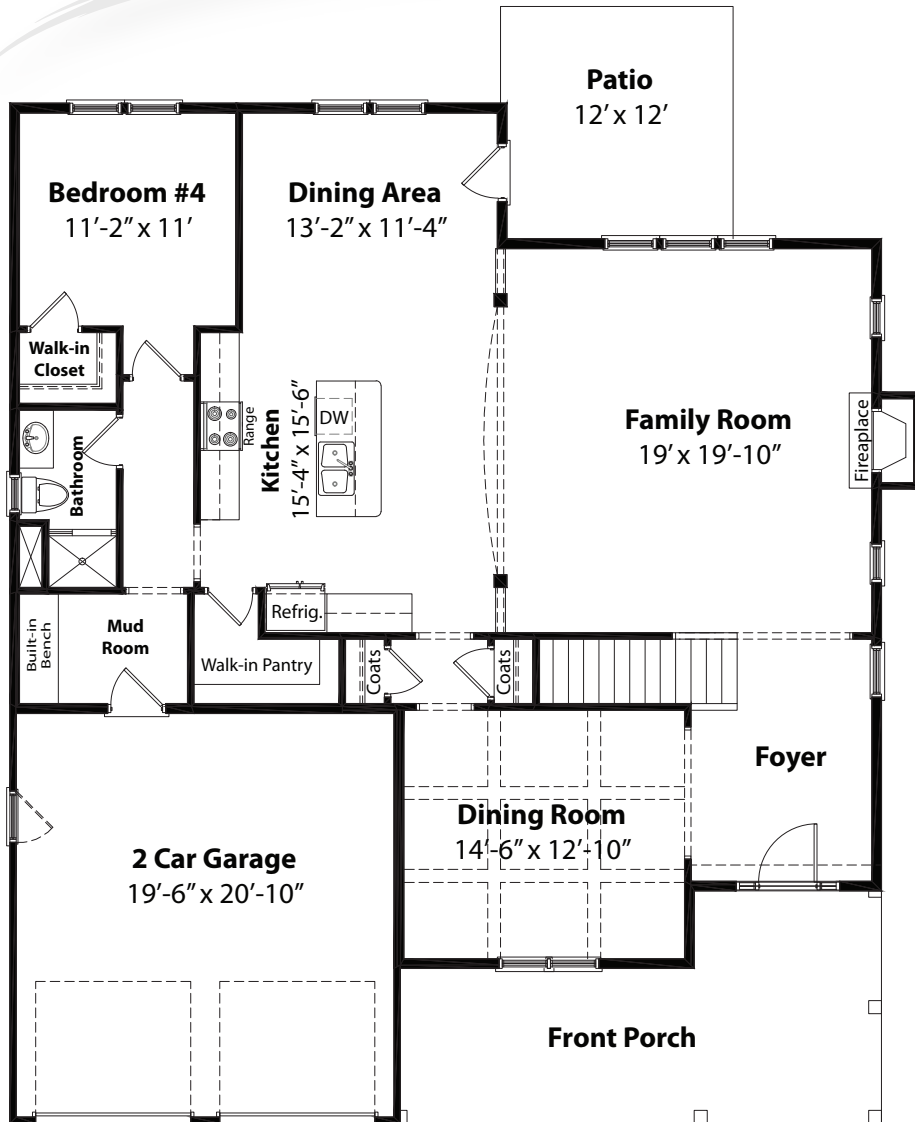 Patio
12’ x 12’
Bedroom #4
11’-2” x 11’
Dining Area
13’-2” x 11’-4”
Walk-in
Closet
Range
Kitchen
15’-4” x 15’-6”
DW
Family Room
19’ x 19’-10”
Fireaplace
Bathroom
Built-in
Bench
Mud
Room
Refrig.
Walk-in Pantry
Coats
Coats
Foyer
Dining Room
14’-6” x 12’-10”
2 Car Garage
19’-6” x 20’-10”
Front Porch